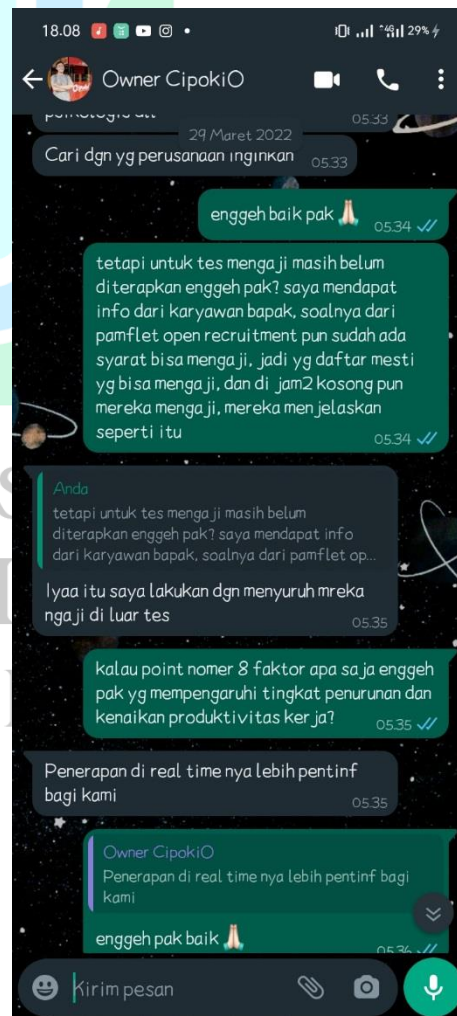 18.08
29%
Owner CipokiO
05.33
29 Maret 2022
Cari dgn yg perusahaan inginkan 05.33
enggeh baik pak 🙏🏻 05.34
tetapi untuk tes mengaji masih belum
diterapkan enggeh pak? saya mendapat
info dari karyawan bapak, soalnya dari
pamflet open recruitment pun sudah ada
syarat bisa mengaji, jadi yg daftar mesti
yg bisa mengaji, dan di jam2 kosong pun
mereka mengaji, mereka menjelaskan
seperti itu 05.34
Anda
tetapi untuk tes mengaji masih belum
diterapkan enggeh pak? saya mendapat info
dari karyawan bapak, soalnya dari pamflet op...
Iyaa itu saya lakukan dgn menyuruh mreka
ngaji di luar tes 05.35
kalau point nomer 8 faktor apa saja enggeh
pak yg mempengaruhi tingkat penurunan dan
kenaikan produktivitas kerja? 05.35
Penerapan di real time nya lebih pentinf
bagi kami 05.35
Owner CipokiO
Penerapan di real time nya lebih pentinf bagi
kami
enggeh pak baik 🙏🏻 05.36
Kirim pesan